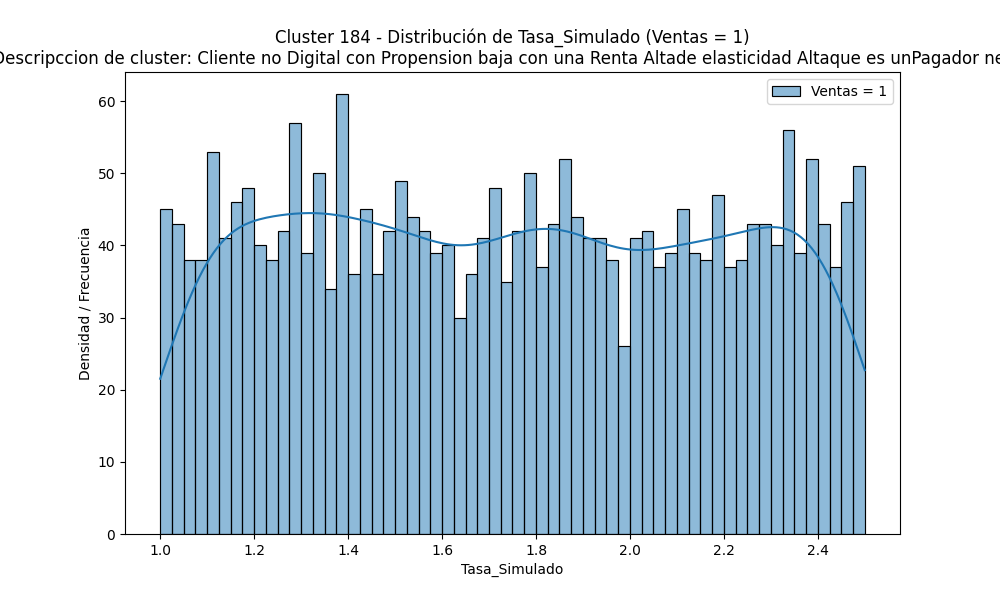 Cluster 184 - Distribución de Tasa_Simulado (Ventas = 1)
Descripccion de cluster: Cliente no Digital con Propension baja con una Renta Altade elasticidad Altaque es unPagador ne
Ventas = 1
60
50
40
30
20
10
0
Densidad / Frecuencia
1.0 1.2 1.4 1.6 1.8 2.0 2.2 2.4
Tasa_Simulado